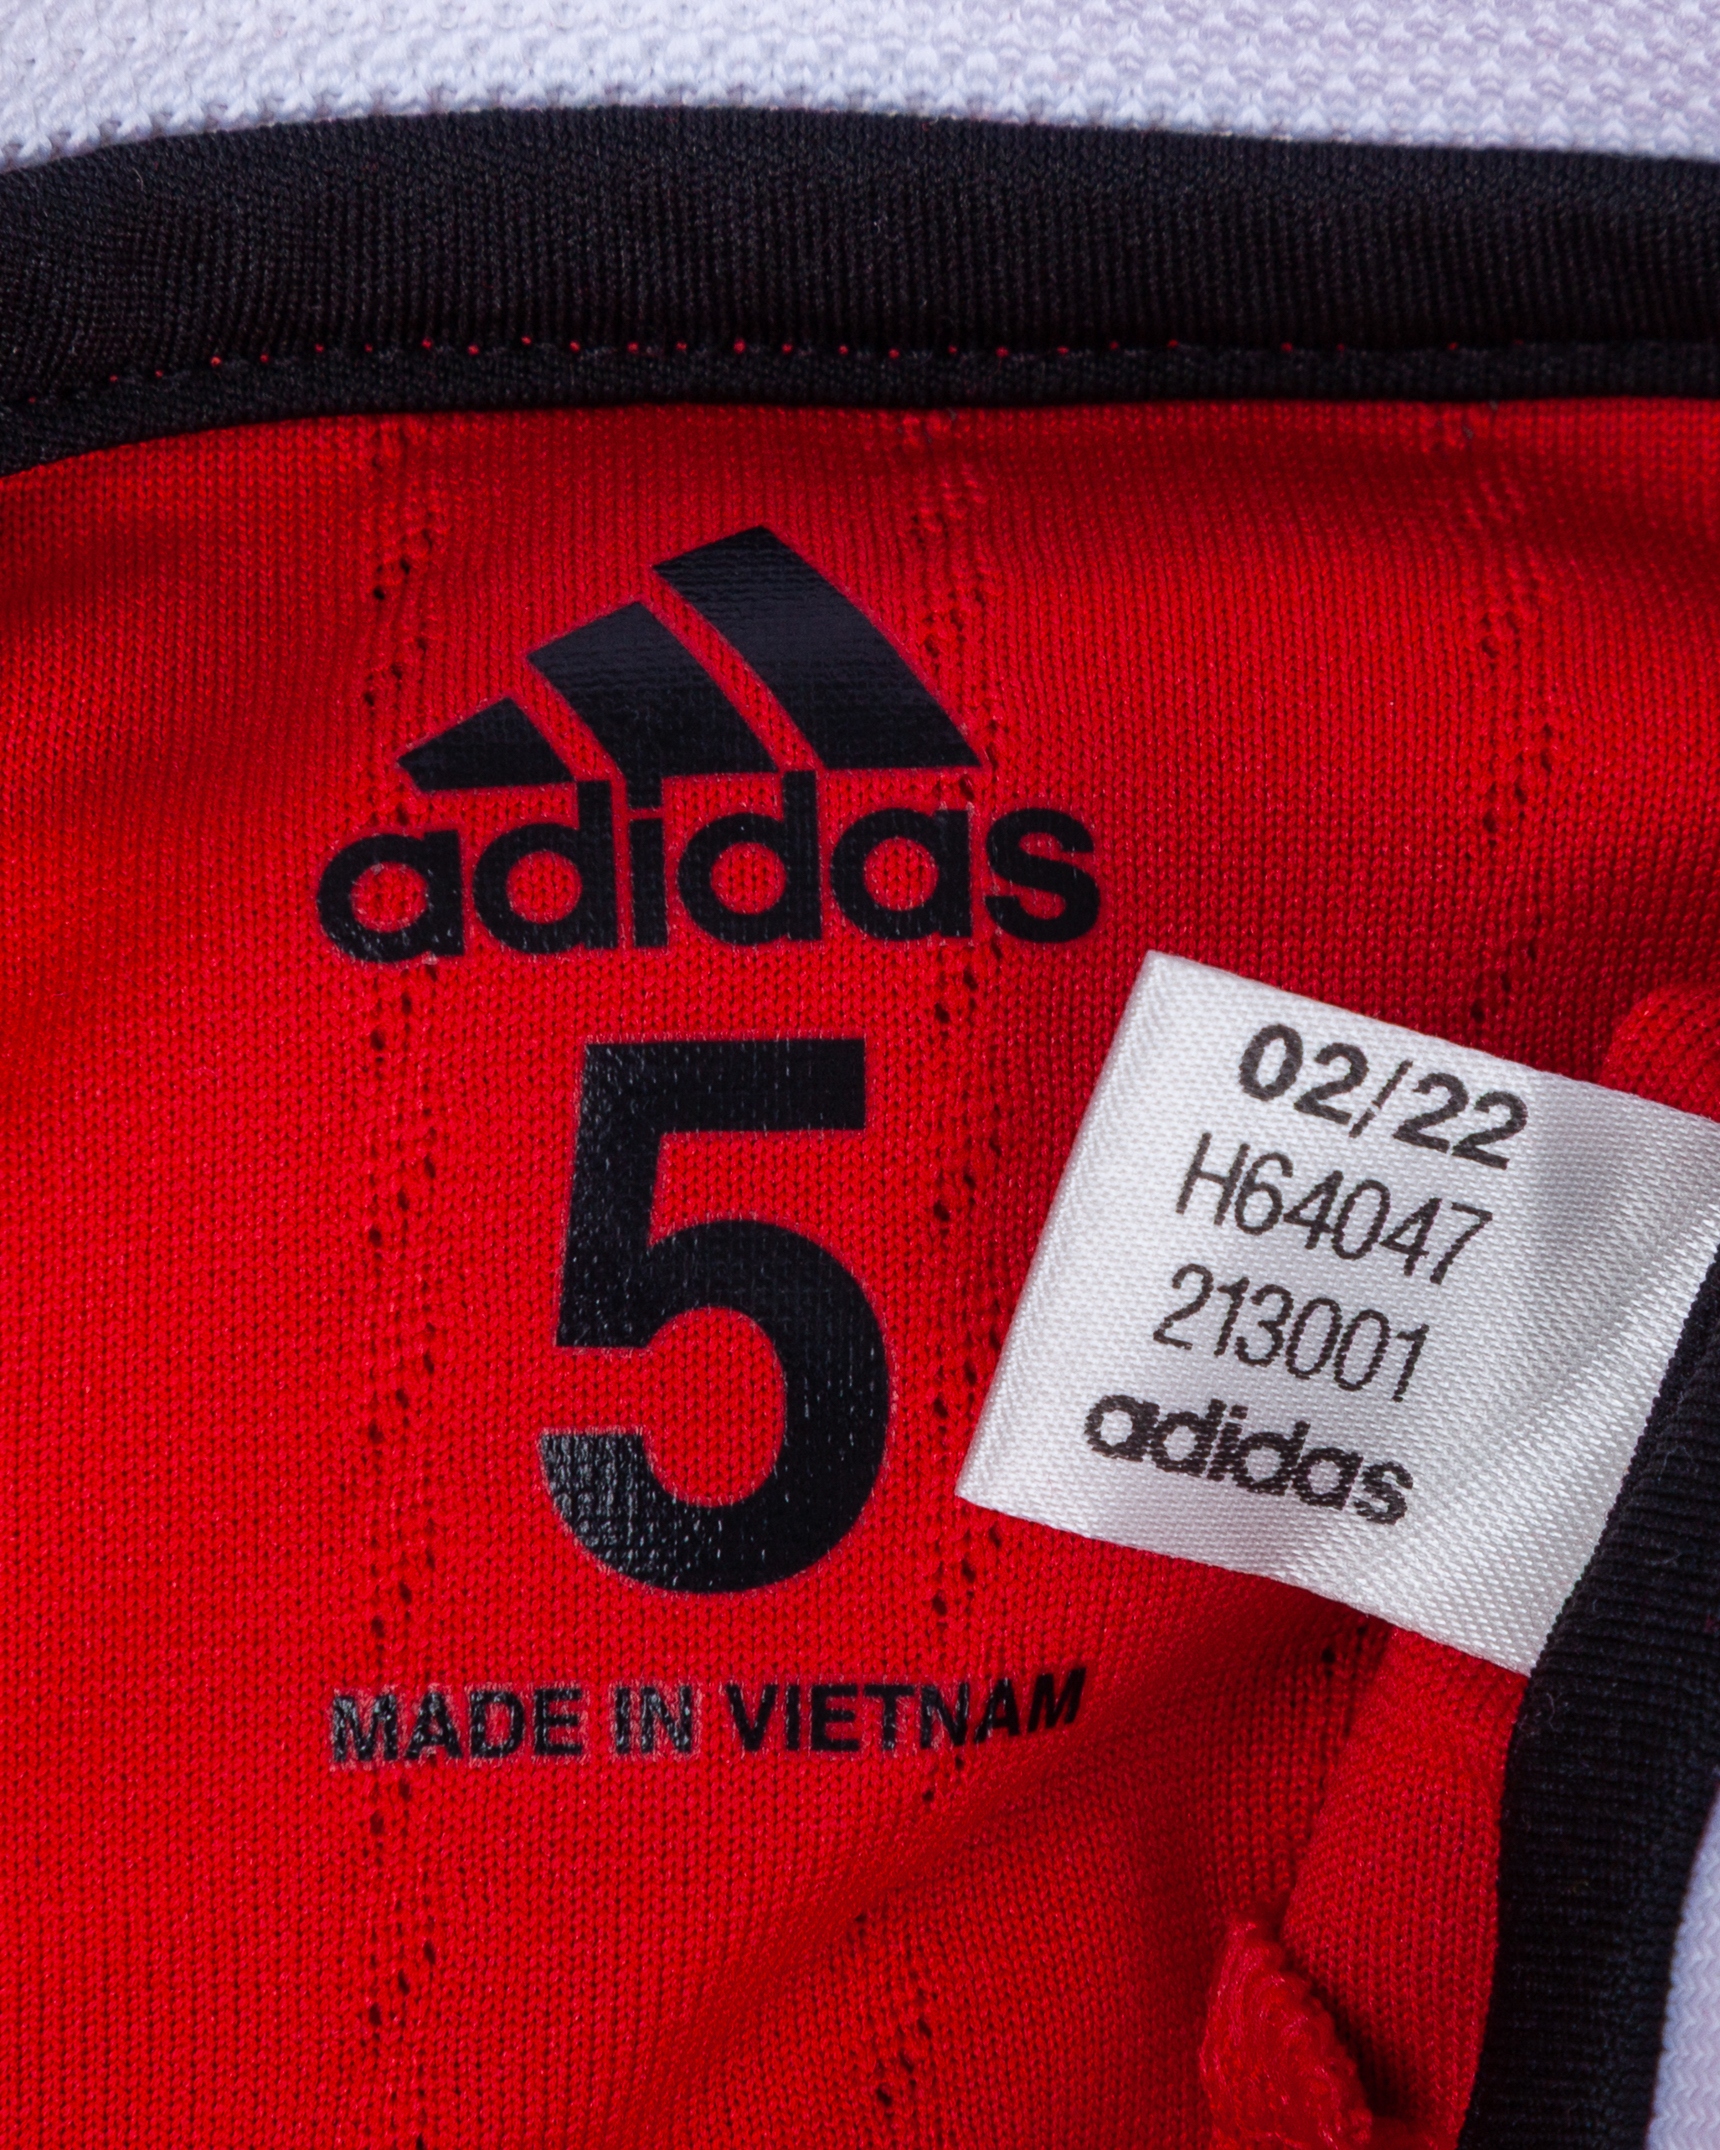 adidas
5
MADE IN VIETNAM
02/22
H64047
213001
adidas